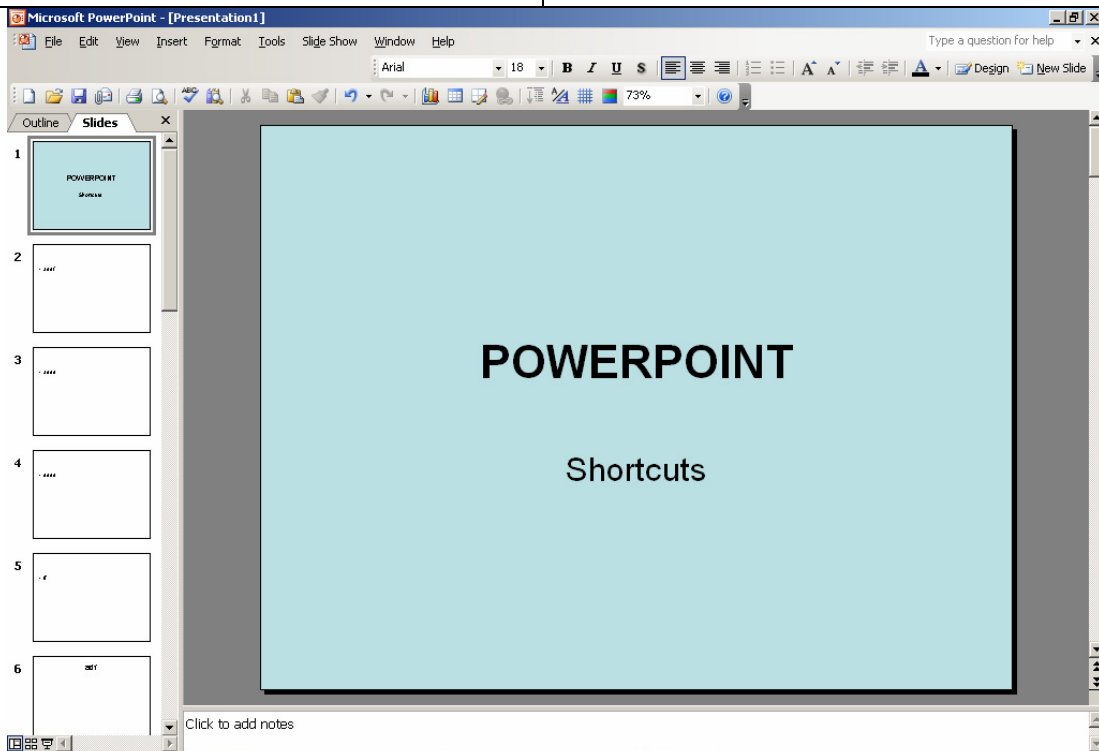 Microsoft PowerPoint - [Presentation1]
File Edit View Insert Format Tools Slide Show Window Help Type a question for help
Arial 18 B I U S A A A Design New Slide
ABC 73%
Outline Slides
1
POWERPOINT
2
3
4
5
6
POWERPOINT
Shortcuts
Click to add notes